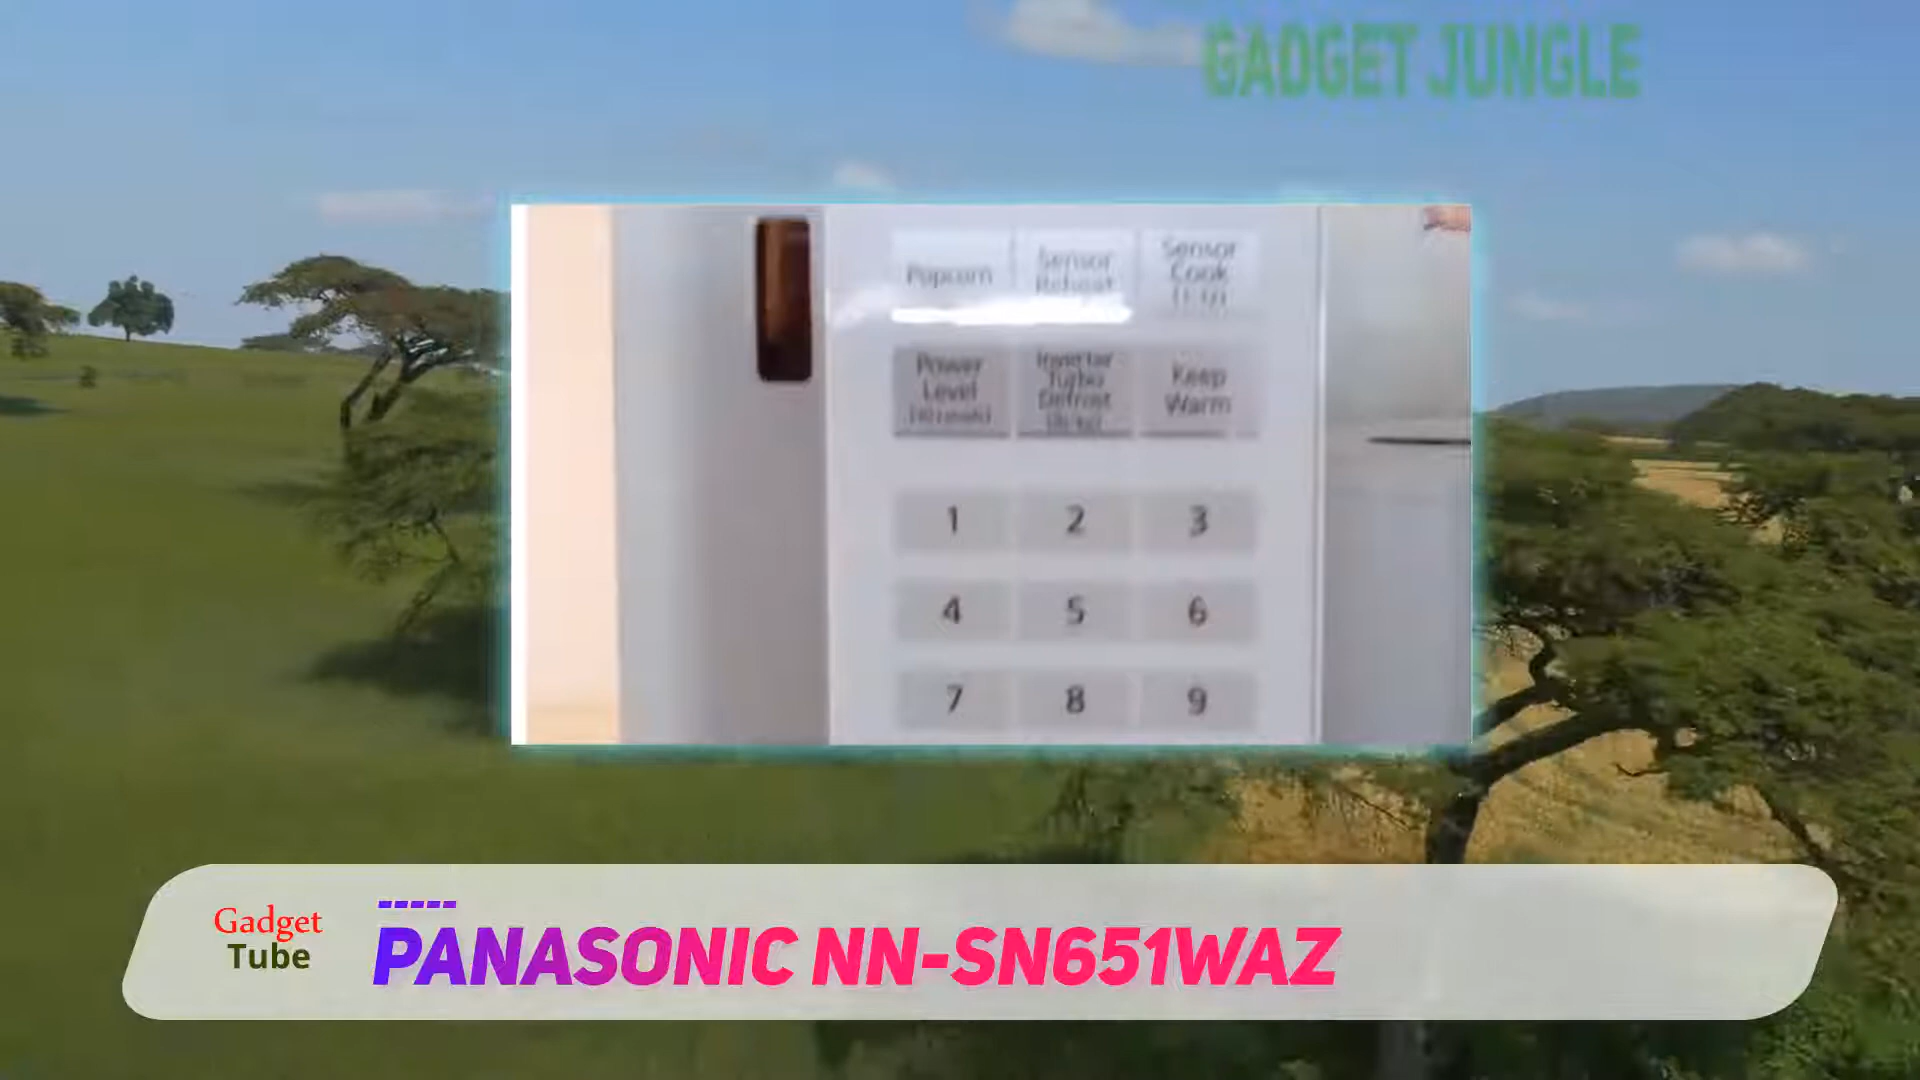 GADGET JUNGLE
Popcorn
Sensor
Reheat
Sensor
Cook
Power
Level
Inverter
Turbo
Defrost
Keep
Warm
1 2 3
4 5 6
7 8 9
Gadget
Tube
PANASONIC NN-SN651WAZ